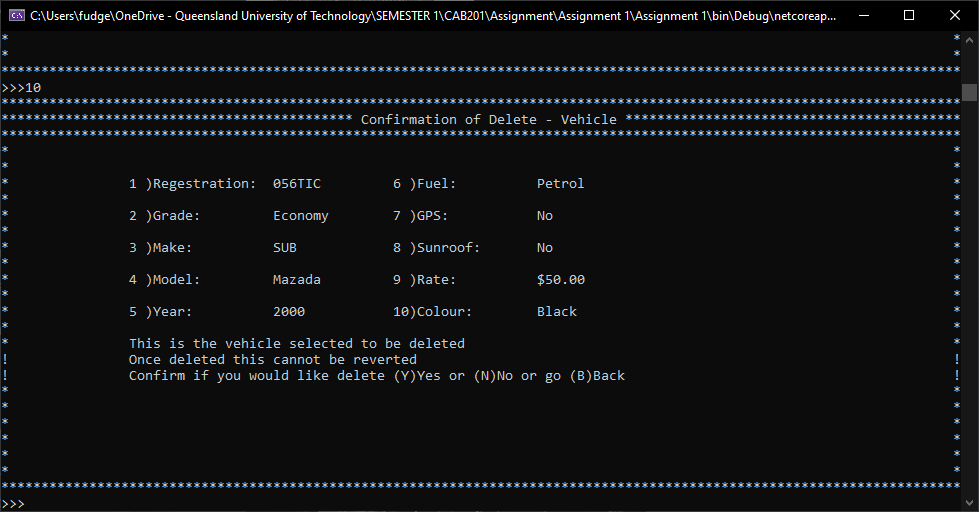 C:\Users\fudge\OneDrive - Queensland University of Technology\SEMESTER 1\CAB201\Assignment\Assignment 1\Assignment 1\bin\Debug\netcoreap...
* *
* *
************************************************************************************************************************
>>>10
************************************************************************************************************************
******************************************** Confirmation of Delete - Vehicle ******************************************
************************************************************************************************************************
* *
* *
* 1 )Regestration: 056TIC 6 )Fuel: Petrol *
* *
* 2 )Grade: Economy 7 )GPS: No *
* *
* 3 )Make: SUB 8 )Sunroof: No *
* *
* 4 )Model: Mazada 9 )Rate: $50.00 *
* *
* 5 )Year: 2000 10)Colour: Black *
* *
* This is the vehicle selected to be deleted *
! Once deleted this cannot be reverted !
! Confirm if you would like delete (Y)Yes or (N)No or go (B)Back !
* *
* *
* *
* *
* *
* *
************************************************************************************************************************
>>>